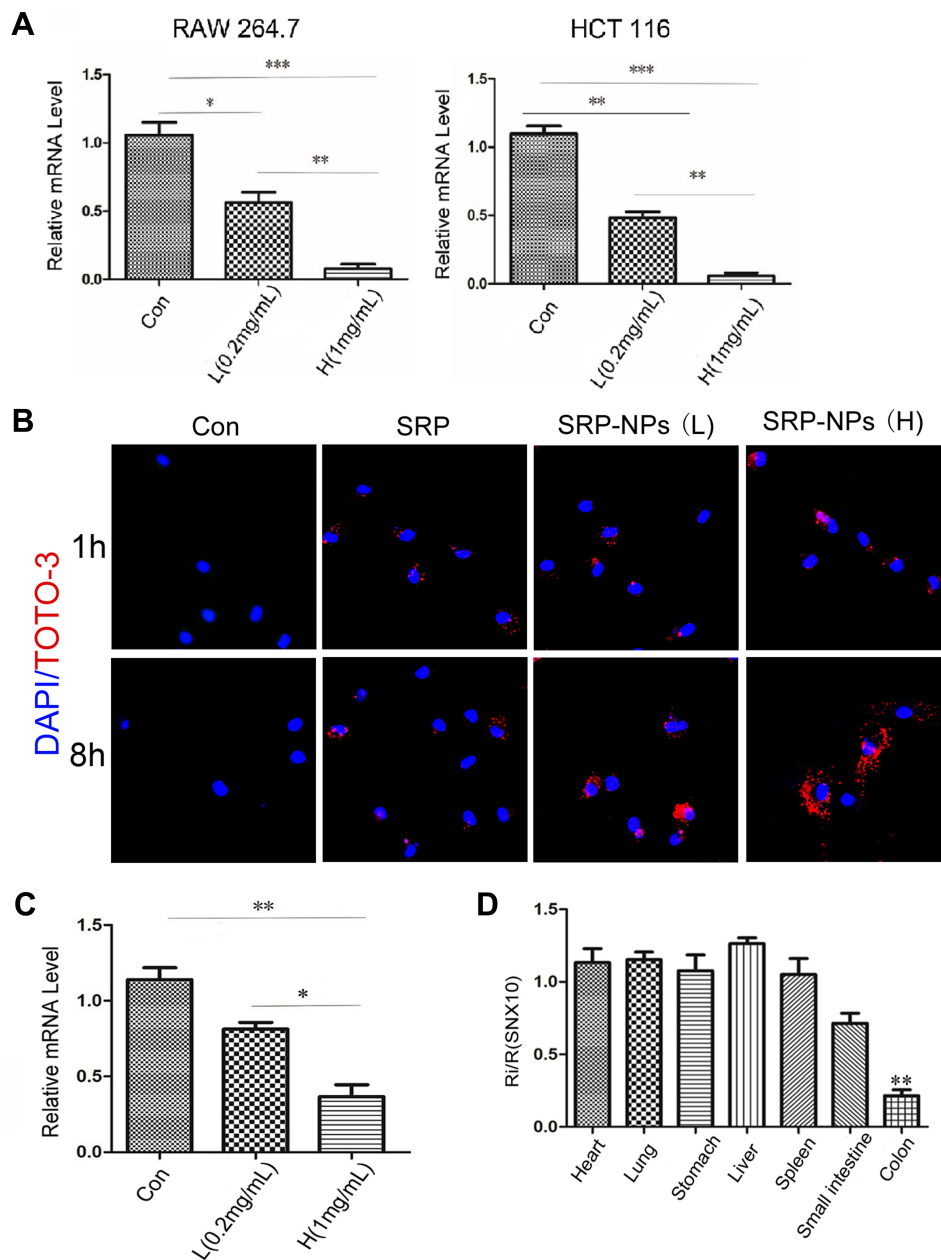 A
RAW 264.7
HCT 116
Relative mRNA Level
1.5
1.0
0.5
0.0
***
*
**
Con
L(0.2mg/mL)
H(1mg/mL)
Relative mRNA Level
1.5
1.0
0.5
0.0
***
**
**
Con
L(0.2mg/mL)
H(1mg/mL)
B
Con
SRP
SRP-NPs (L)
SRP-NPs (H)
DAPI/TOTO-3
1h
8h
C
Relative mRNA Level
1.5
1.0
0.5
0.0
**
*
Con
L(0.2mg/mL)
H(1mg/mL)
D
Ri/R(SNX10)
1.5
1.0
0.5
0.0
**
Heart
Lung
Stomach
Liver
Spleen
Small intestine
Colon